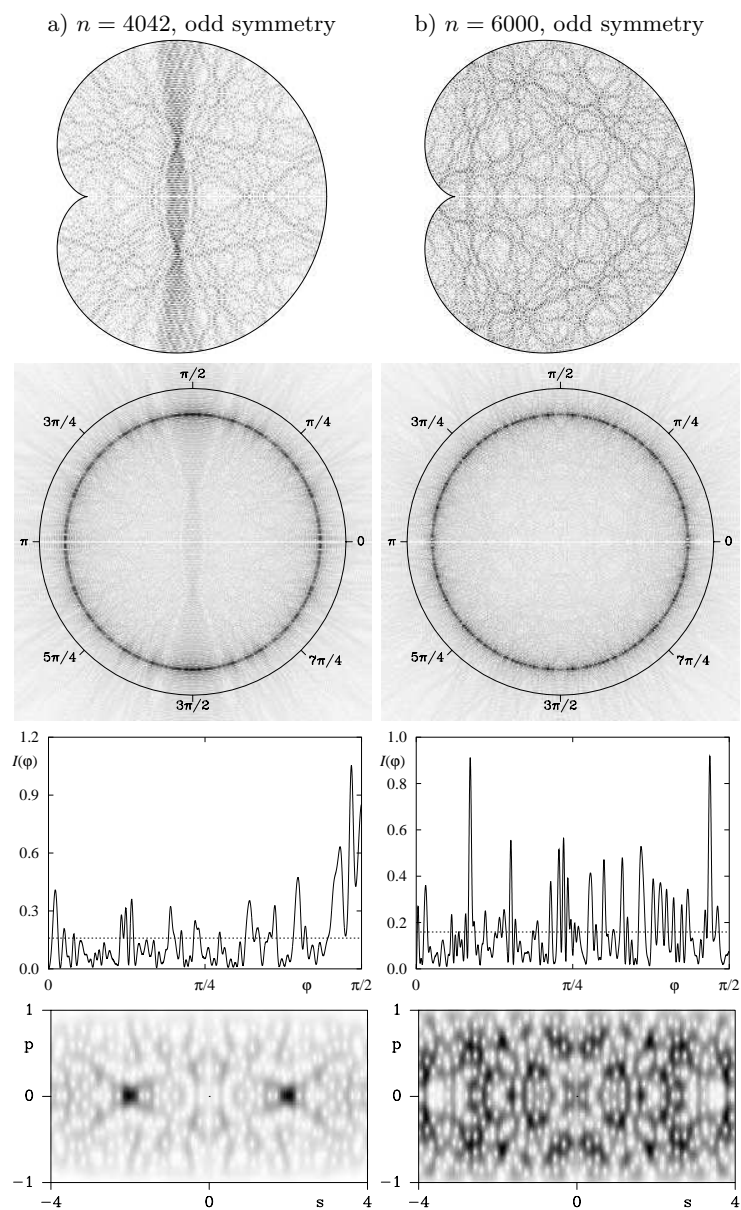 a) n = 4042, odd symmetry
b) n = 6000, odd symmetry
π/2
3π/4
π/4
π
0
5π/4
7π/4
3π/2
π/2
3π/4
π/4
π
0
5π/4
7π/4
3π/2
1.2
I(φ)
0.9
0.6
0.3
0.0
0
π/4
φ
π/2
1.0
I(φ)
0.8
0.6
0.4
0.2
0.0
0
π/4
φ
π/2
1
p
0
−1
−4
0
s
4
1
p
0
−1
−4
0
s
4